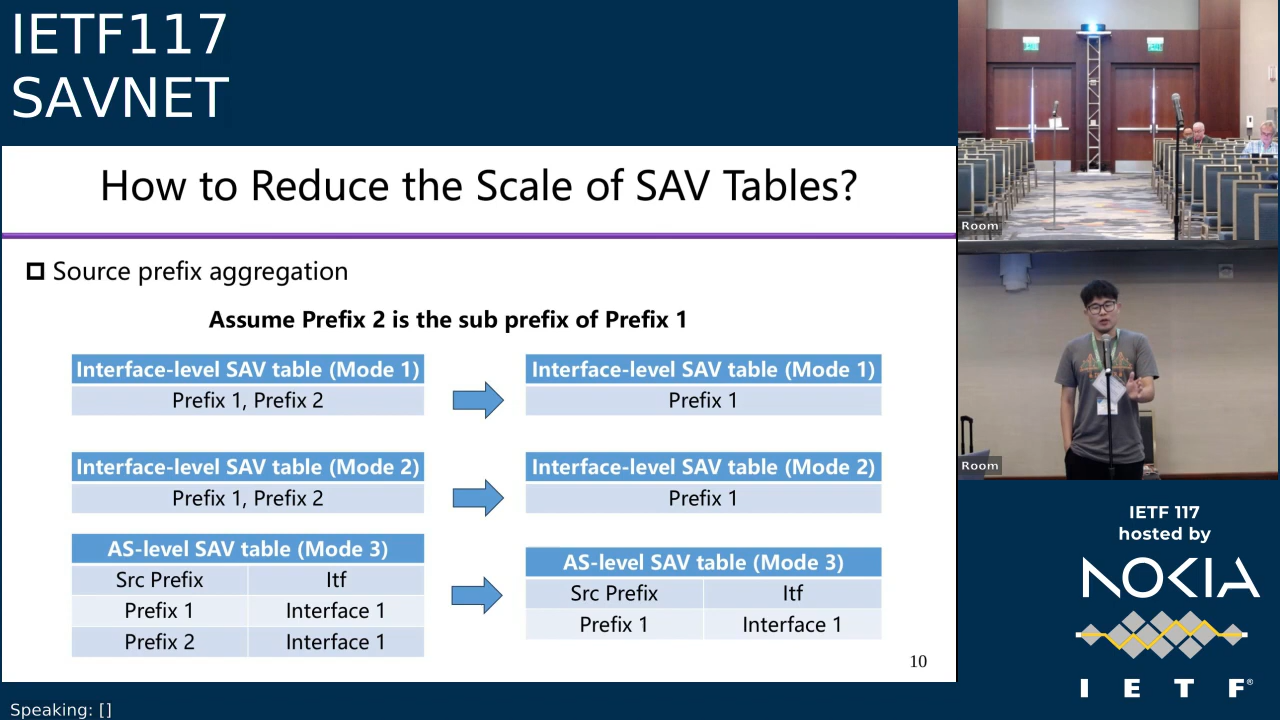 IETF117
SAVNET
How to Reduce the Scale of SAV Tables?
Source prefix aggregation
Assume Prefix 2 is the sub prefix of Prefix 1
Interface-level SAV table (Mode 1)
Prefix 1, Prefix 2
Interface-level SAV table (Mode 1)
Prefix 1
Interface-level SAV table (Mode 2)
Prefix 1, Prefix 2
Interface-level SAV table (Mode 2)
Prefix 1
AS-level SAV table (Mode 3)
Src Prefix Itf
Prefix 1 Interface 1
Prefix 2 Interface 1
AS-level SAV table (Mode 3)
Src Prefix Itf
Prefix 1 Interface 1
10
Speaking: []
Room
Room
IETF 117
hosted by
NOKIA
I E T F®